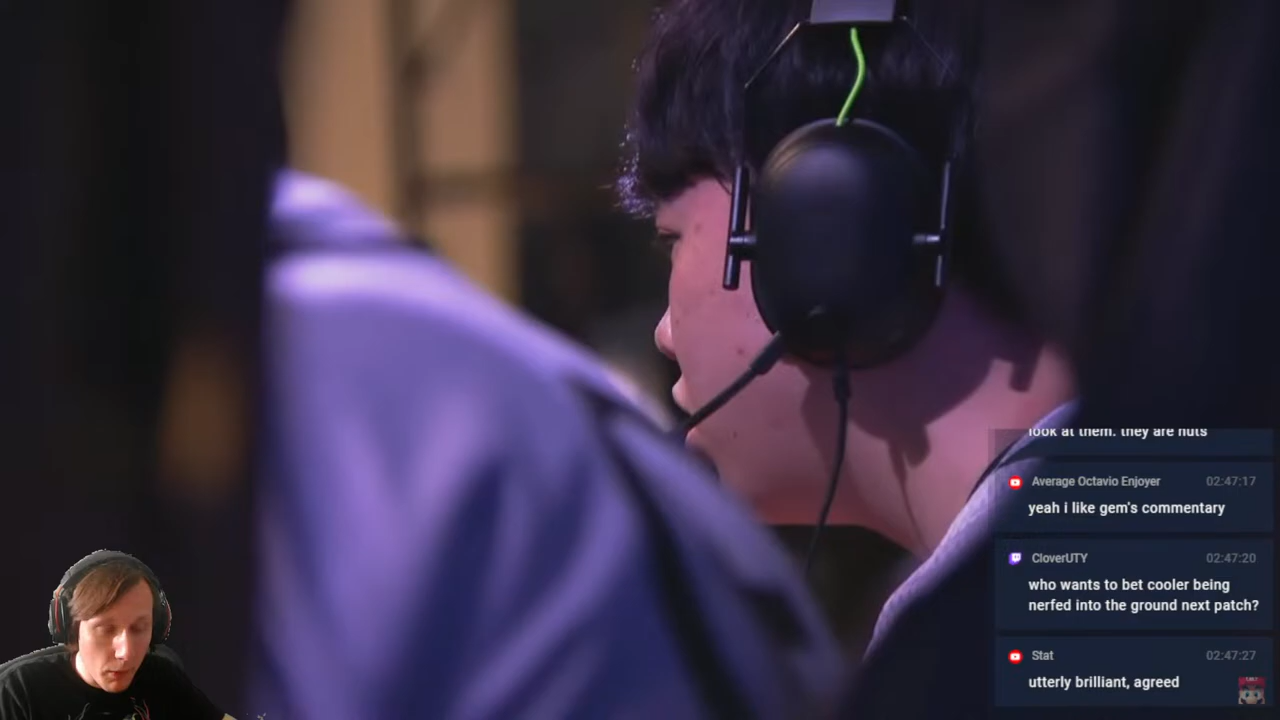 look at them. they are nuts
Average Octavio Enjoyer 02:47:17
yeah i like gem's commentary
CloverUTY 02:47:20
who wants to bet cooler being
nerfed into the ground next patch?
Stat 02:47:27
utterly brilliant, agreed